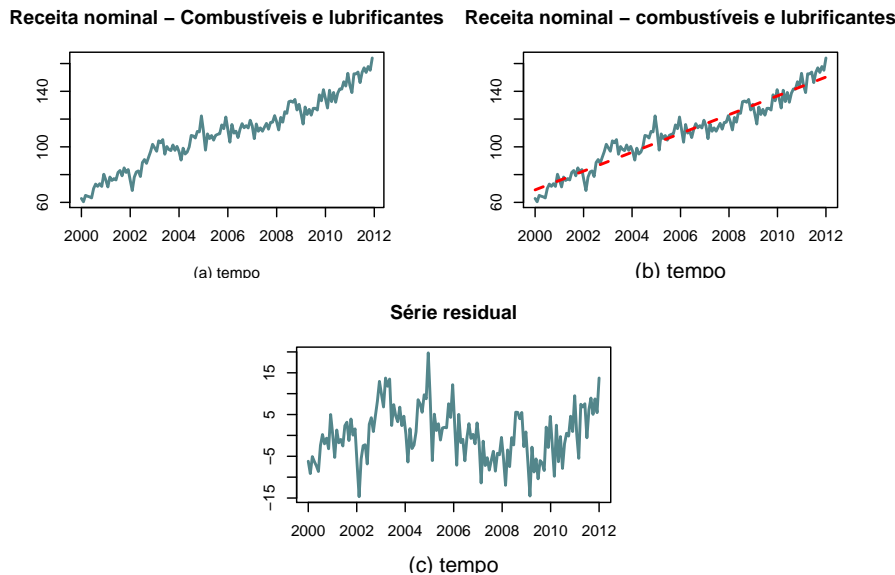 Receita nominal – Combustíveis e lubrificantes
140
100
60
2000 2002 2004 2006 2008 2010 2012
(a) tempo
Receita nominal – combustíveis e lubrificantes
140
100
60
2000 2002 2004 2006 2008 2010 2012
(b) tempo
Série residual
15
5
−5
−15
2000 2002 2004 2006 2008 2010 2012
(c) tempo